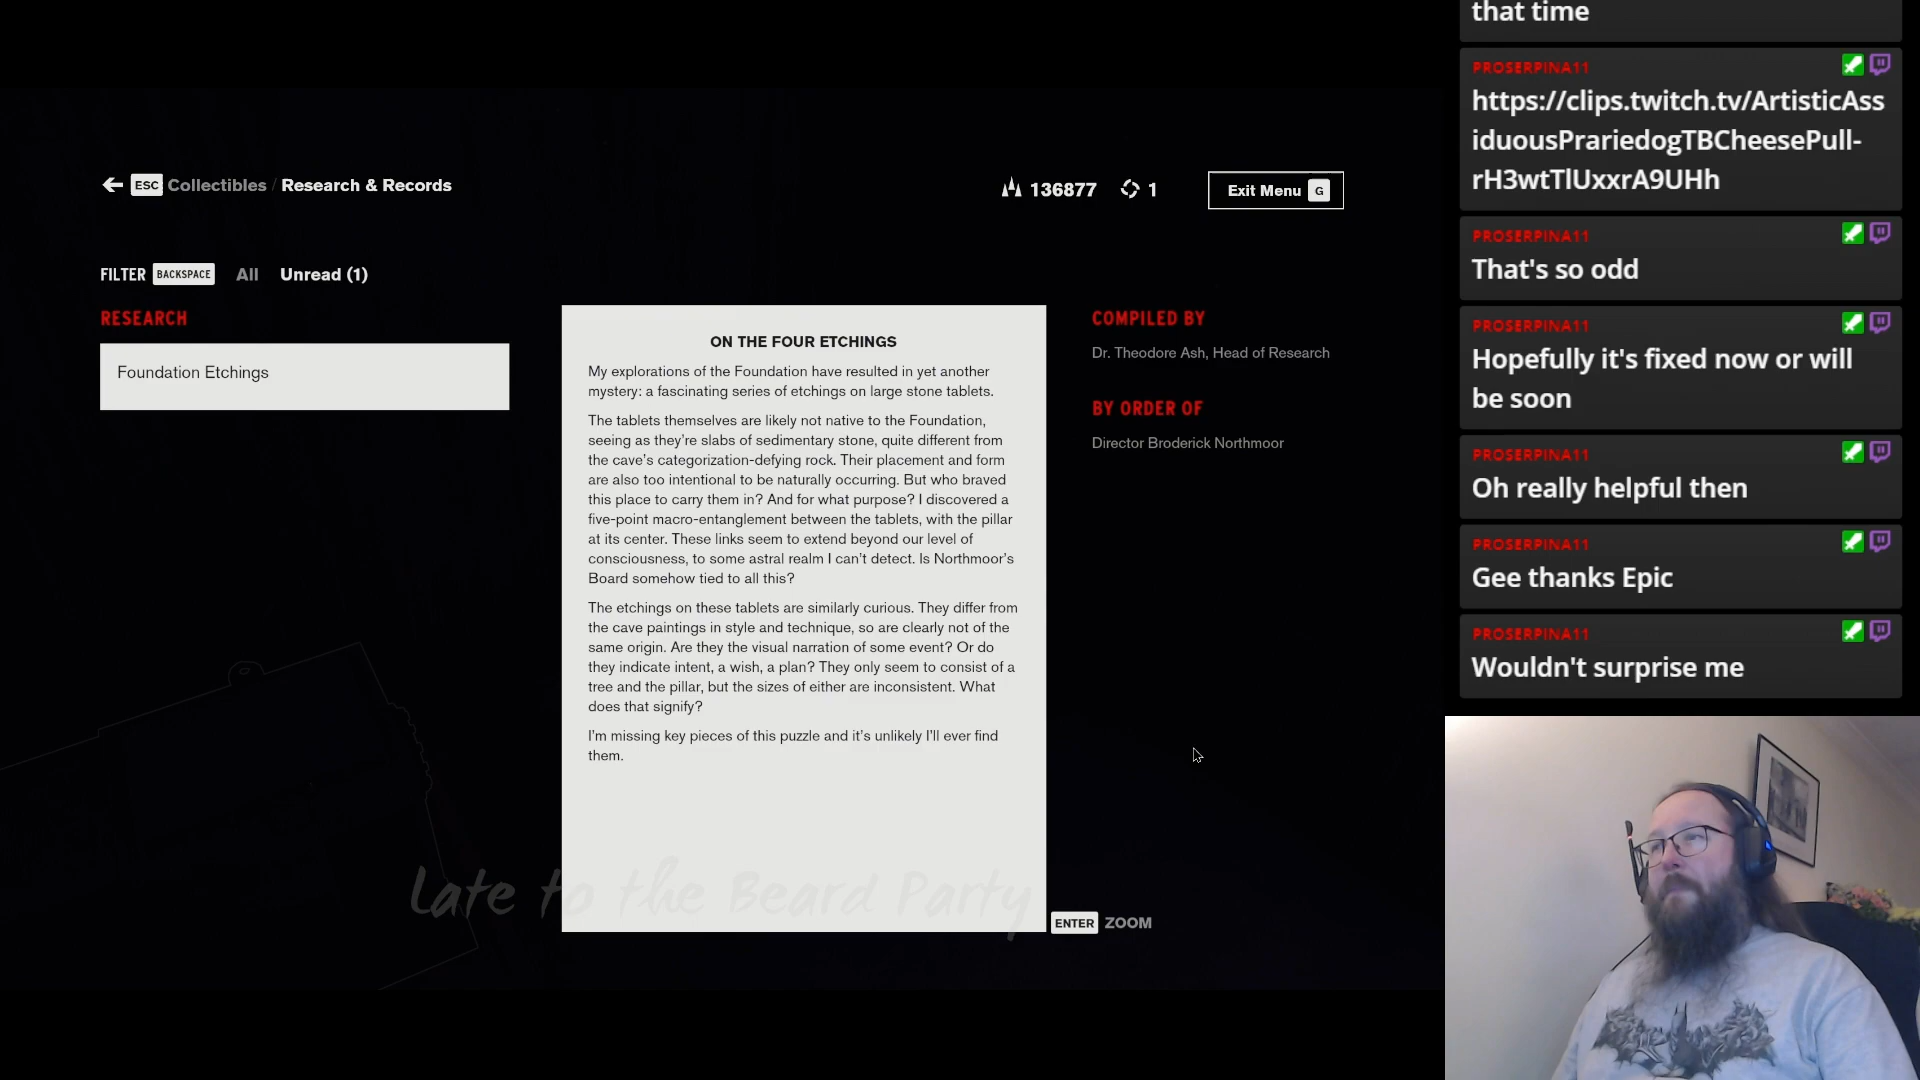 that time
PROSERPINA11
https://clips.twitch.tv/ArtisticAss
iduousPrariedogTBCheesePull-
rH3wtTlUxxrA9UHh
PROSERPINA11
That's so odd
PROSERPINA11
Hopefully it's fixed now or will
be soon
PROSERPINA11
Oh really helpful then
PROSERPINA11
Gee thanks Epic
PROSERPINA11
Wouldn't surprise me
ESC Collectibles / Research & Records
136877 1
Exit Menu G
FILTER BACKSPACE All Unread (1)
RESEARCH
Foundation Etchings
ON THE FOUR ETCHINGS
My explorations of the Foundation have resulted in yet another
mystery: a fascinating series of etchings on large stone tablets.
The tablets themselves are likely not native to the Foundation,
seeing as they're slabs of sedimentary stone, quite different from
the cave's categorization-defying rock. Their placement and form
are also too intentional to be naturally occurring. But who braved
this place to carry them in? And for what purpose? I discovered a
five-point macro-entanglement between the tablets, with the pillar
at its center. These links seem to extend beyond our level of
consciousness, to some astral realm I can't detect. Is Northmoor's
Board somehow tied to all this?
The etchings on these tablets are similarly curious. They differ from
the cave paintings in style and technique, so are clearly not of the
same origin. Are they the visual narration of some event? Or do
they indicate intent, a wish, a plan? They only seem to consist of a
tree and the pillar, but the sizes of either are inconsistent. What
does that signify?
I'm missing key pieces of this puzzle and it's unlikely I'll ever find
them.
COMPILED BY
Dr. Theodore Ash, Head of Research
BY ORDER OF
Director Broderick Northmoor
Late to the Beard Party
ENTER ZOOM